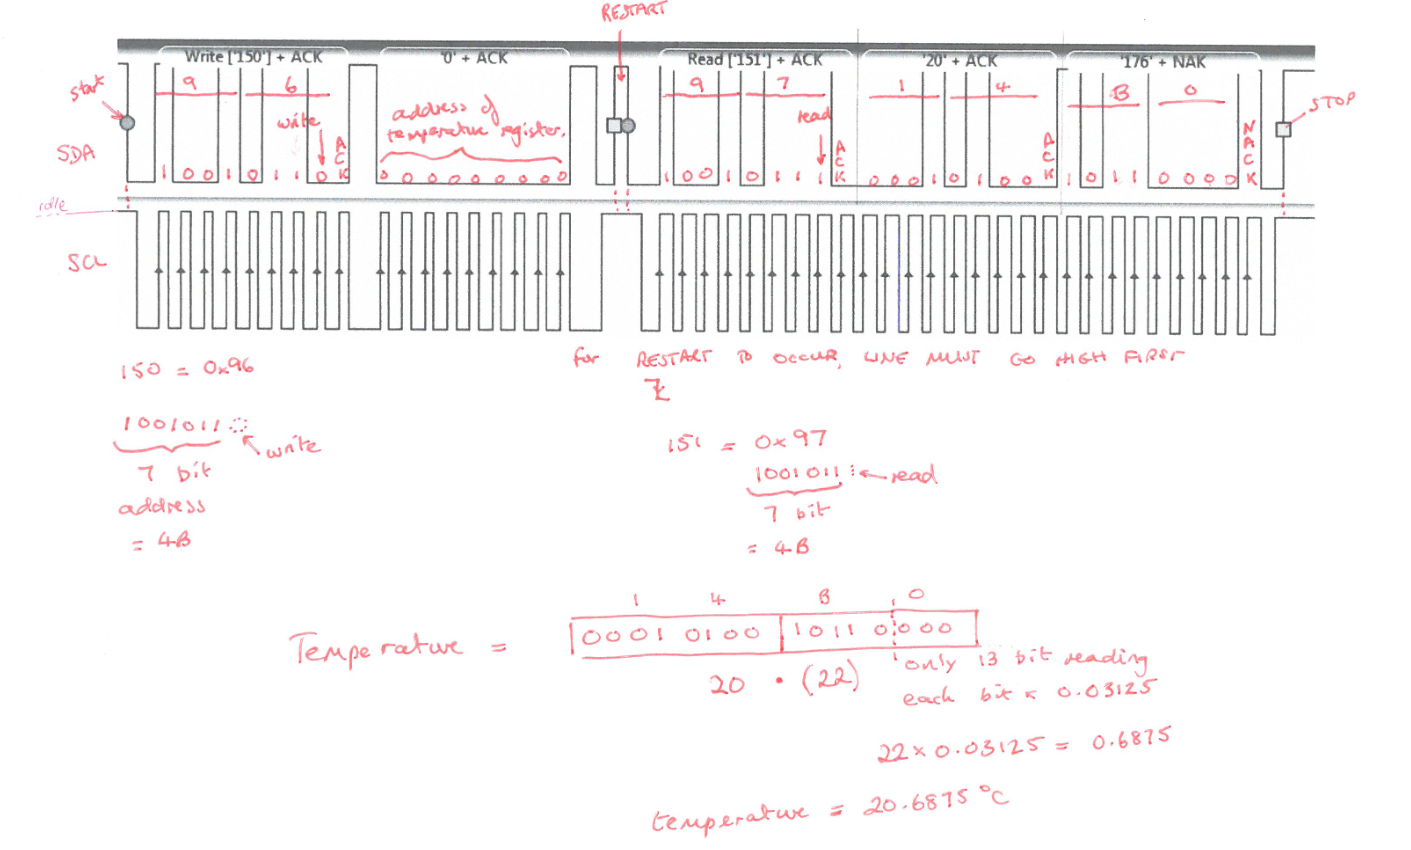 RESTART
Write ['150'] + ACK
'0' + ACK
Read ['151'] + ACK
'20' + ACK
'176' + NAK
start
9 6
write
address of
temperature register.
9 7
read
1 4
B 0
STOP
SDA
1 0 0 1 0 1 1 0 ACK
0 0 0 0 0 0 0 0 0
1 0 0 1 0 1 1 1 ACK
0 0 0 1 0 1 0 0 ACK
1 0 1 1 0 0 0 0 NACK
idle
SCL
for RESTART TO OCCUR, LINE MUST GO HIGH FIRST
150 = 0x96
1001011
write
7 bit
address
= 4B
151 = 0x97
1001011
read
7 bit
= 4B
1 4 B 0
Temperature = 0001 0100 1011 0000
20 . (22)
only 13 bit reading
each bit x 0.03125
22 x 0.03125 = 0.6875
temperature = 20.6875 °C